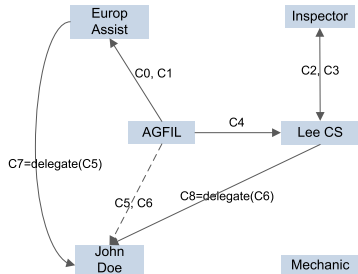 Europ
Assist
Inspector
C0, C1
C2, C3
AGFIL
C4
Lee CS
C7=delegate(C5)
C5, C6
C8=delegate(C6)
John
Doe
Mechanic